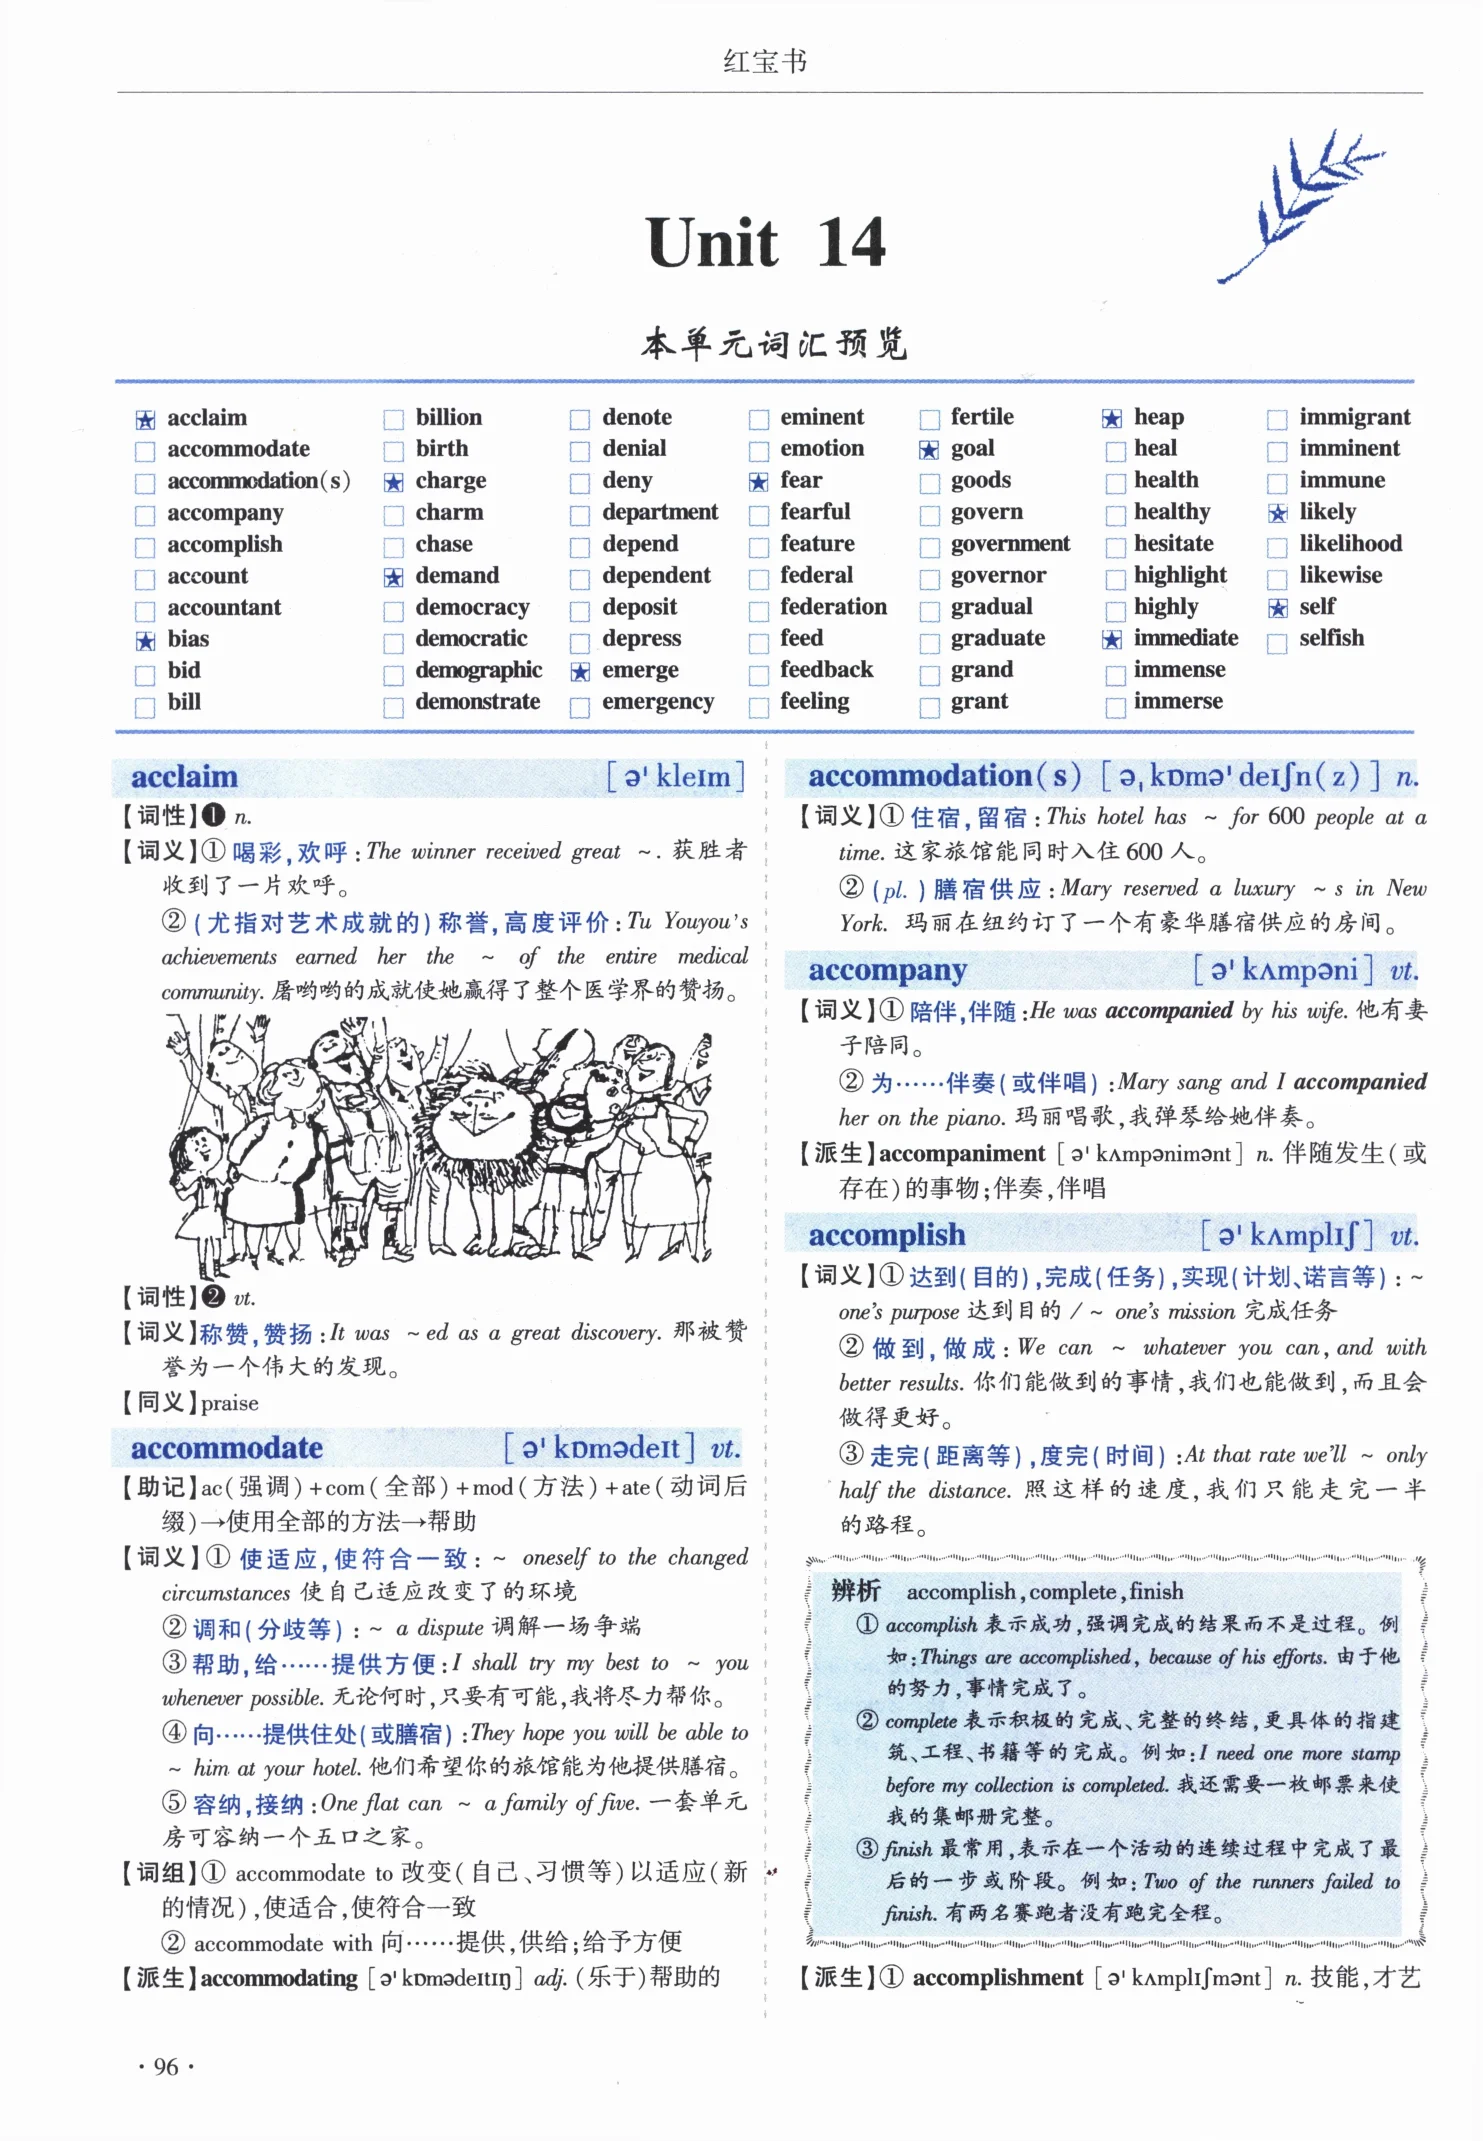 红宝书
Unit 14
本单元词汇预览
★ acclaim
□ accommodate
□ accommodation(s)
□ accompany
□ accomplish
□ account
□ accountant
★ bias
□ bid
□ bill
□ billion
□ birth
★ charge
□ charm
□ chase
★ demand
□ democracy
□ democratic
□ demographic
□ demonstrate
□ denote
□ denial
□ deny
□ department
□ depend
□ dependent
□ deposit
□ depress
★ emerge
□ emergency
□ eminent
□ emotion
★ fear
□ fearful
□ feature
□ federal
□ federation
□ feed
□ feedback
□ feeling
□ fertile
★ goal
□ goods
□ govern
□ government
□ governor
□ gradual
□ graduate
□ grand
□ grant
★ heap
□ heal
□ health
□ healthy
□ hesitate
□ highlight
□ highly
★ immediate
□ immense
□ immerse
□ immigrant
□ imminent
□ immune
★ likely
□ likelihood
□ likewise
★ self
□ selfish
acclaim [ə'kleɪm]
【词性】❶ n.
【词义】①喝彩,欢呼:The winner received great ~. 获胜者
收到了一片欢呼。
②(尤指对艺术成就的)称誉,高度评价:Tu Youyou's
achievements earned her the ~ of the entire medical
community. 屠呦呦的成就使她赢得了整个医学界的赞扬。
【词性】❷ vt.
【词义】称赞,赞扬:It was ~ed as a great discovery. 那被赞
誉为一个伟大的发现。
【同义】praise
accommodate [ə'kɒmədeɪt] vt.
【助记】ac(强调)+com(全部)+mod(方法)+ate(动词后
缀)→使用全部的方法→帮助
【词义】①使适应,使符合一致:~ oneself to the changed
circumstances 使自己适应改变了的环境
②调和(分歧等):~ a dispute 调解一场争端
③帮助,给……提供方便:I shall try my best to ~ you
whenever possible. 无论何时,只要有可能,我将尽力帮你。
④向……提供住处(或膳宿):They hope you will be able to
~ him at your hotel. 他们希望你的旅馆能为他提供膳宿。
⑤容纳,接纳:One flat can ~ a family of five. 一套单元
房可容纳一个五口之家。
【词组】① accommodate to 改变(自己、习惯等)以适应(新
的情况),使适合,使符合一致
② accommodate with 向……提供,供给;给予方便
【派生】accommodating [ə'kɒmədeɪtɪŋ] adj. (乐于)帮助的
accommodation(s) [əˌkɒmə'deɪʃn(z)] n.
【词义】①住宿,留宿:This hotel has ~ for 600 people at a
time. 这家旅馆能同时入住600人。
②(pl.)膳宿供应:Mary reserved a luxury ~s in New
York. 玛丽在纽约订了一个有豪华膳宿供应的房间。
accompany [ə'kʌmpəni] vt.
【词义】①陪伴,伴随:He was accompanied by his wife. 他有妻
子陪同。
②为……伴奏(或伴唱):Mary sang and I accompanied
her on the piano. 玛丽唱歌,我弹琴给她伴奏。
【派生】accompaniment [ə'kʌmpənimənt] n. 伴随发生(或
存在)的事物;伴奏,伴唱
accomplish [ə'kʌmplɪʃ] vt.
【词义】①达到(目的),完成(任务),实现(计划、诺言等):~
one's purpose 达到目的 / ~ one's mission 完成任务
②做到,做成:We can ~ whatever you can, and with
better results. 你们能做到的事情,我们也能做到,而且会
做得更好。
③走完(距离等),度完(时间):At that rate we'll ~ only
half the distance. 照这样的速度,我们只能走完一半
的路程。
辨析 accomplish, complete, finish
① accomplish 表示成功,强调完成的结果而不是过程。例
如:Things are accomplished, because of his efforts. 由于他
的努力,事情完成了。
② complete 表示积极的完成、完整的终结,更具体的指建
筑、工程、书籍等的完成。例如:I need one more stamp
before my collection is completed. 我还需要一枚邮票来使
我的集邮册完整。
③ finish 最常用,表示在一个活动的连续过程中完成了最
后的一步或阶段。例如:Two of the runners failed to
finish. 有两名赛跑者没有跑完全程。
【派生】① accomplishment [ə'kʌmplɪʃmənt] n. 技能,才艺
·96·